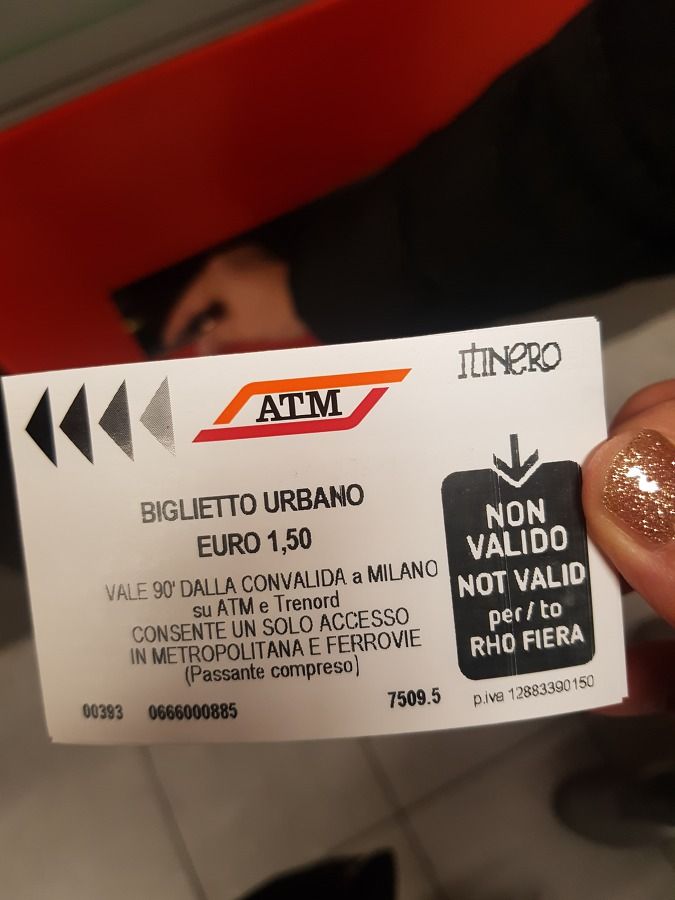 ITINERO
ATM
BIGLIETTO URBANO
EURO 1,50
VALE 90' DALLA CONVALIDA a MILANO
su ATM e Trenord
CONSENTE UN SOLO ACCESSO
IN METROPOLITANA E FERROVIE
(Passante compreso)
NON
VALIDO
NOT VALID
per/to
RHO FIERA
00393 0666000885 7509.5 p.iva 12883390150